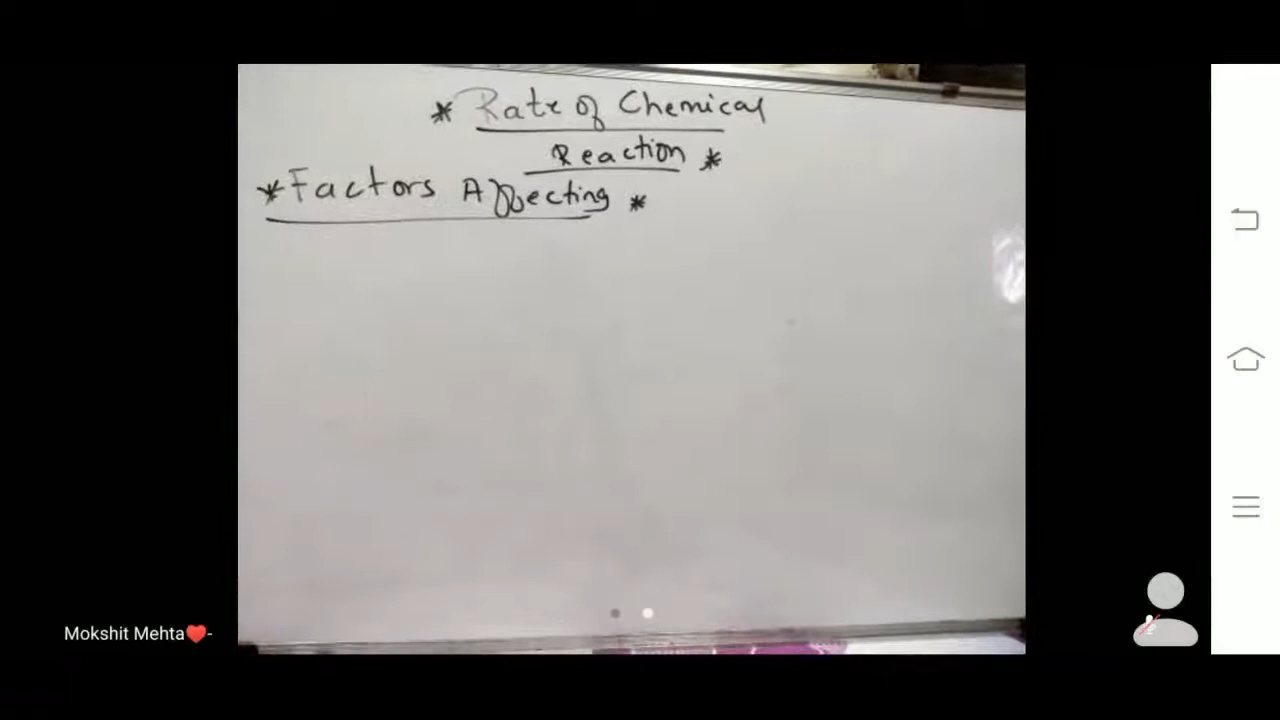 * Rate of Chemical
Reaction *
* Factors Affecting *
Mokshit Mehta❤️-